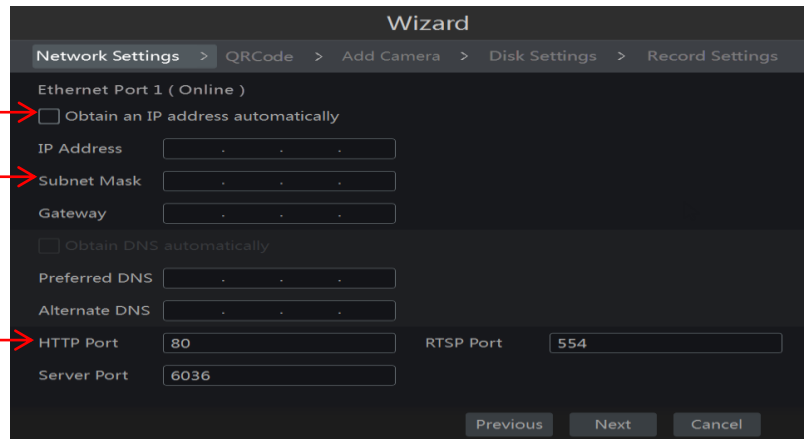 Wizard
Network Settings > QRCode > Add Camera > Disk Settings > Record Settings
Ethernet Port 1 ( Online )
Obtain an IP address automatically
IP Address . . .
Subnet Mask . . .
Gateway . . .
Obtain DNS automatically
Preferred DNS . . .
Alternate DNS . . .
HTTP Port 80 RTSP Port 554
Server Port 6036
Previous Next Cancel